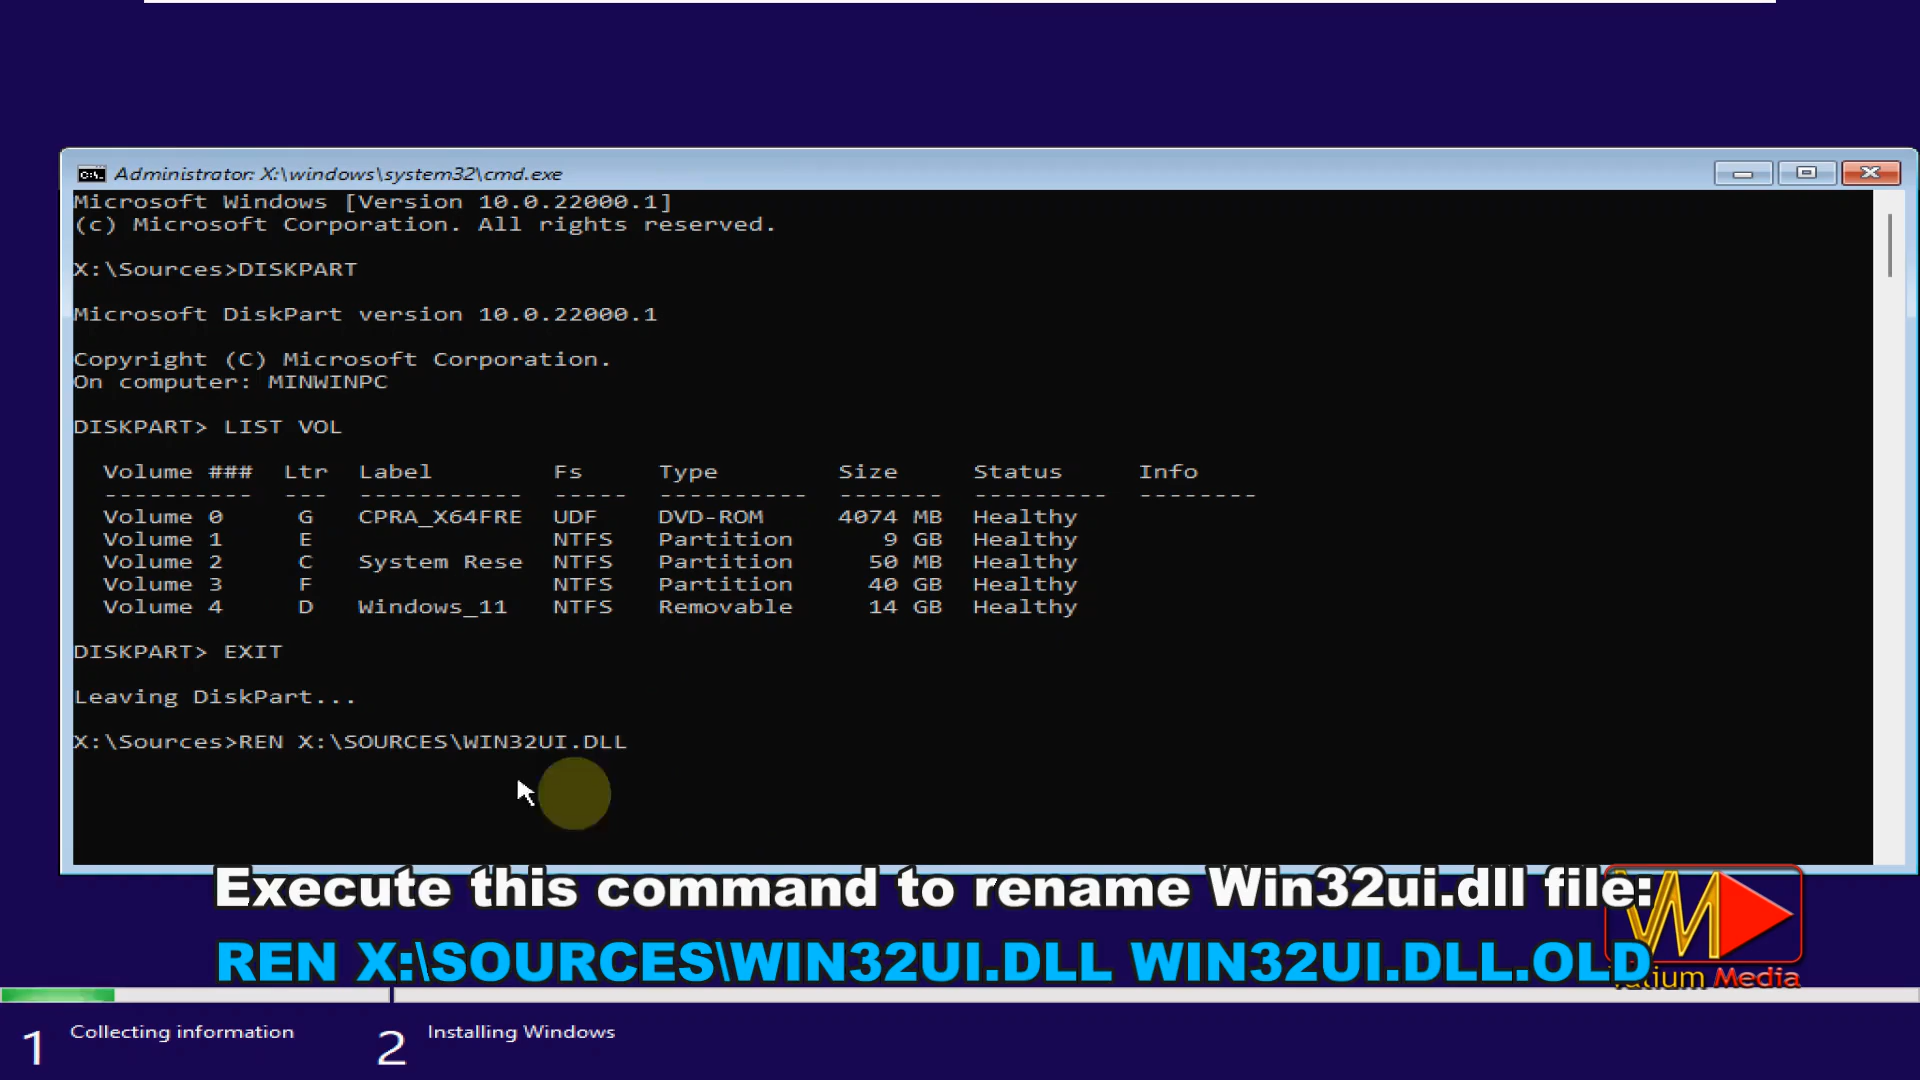 Administrator: X:\windows\system32\cmd.exe
Microsoft Windows [Version 10.0.22000.1]
(c) Microsoft Corporation. All rights reserved.
X:\Sources>DISKPART
Microsoft DiskPart version 10.0.22000.1
Copyright (C) Microsoft Corporation.
On computer: MINWINPC
DISKPART> LIST VOL
Volume ### Ltr Label Fs Type Size Status Info
---------- --- ----------- ----- ---------- ------- --------- --------
Volume 0 G CPRA_X64FRE UDF DVD-ROM 4074 MB Healthy
Volume 1 E NTFS Partition 9 GB Healthy
Volume 2 C System Rese NTFS Partition 50 MB Healthy
Volume 3 F NTFS Partition 40 GB Healthy
Volume 4 D Windows_11 NTFS Removable 14 GB Healthy
DISKPART> EXIT
Leaving DiskPart...
X:\Sources>REN X:\SOURCES\WIN32UI.DLL
Execute this command to rename Win32ui.dll file:
REN X:\SOURCES\WIN32UI.DLL WIN32UI.DLL.OLD
Media
1 Collecting information 2 Installing Windows